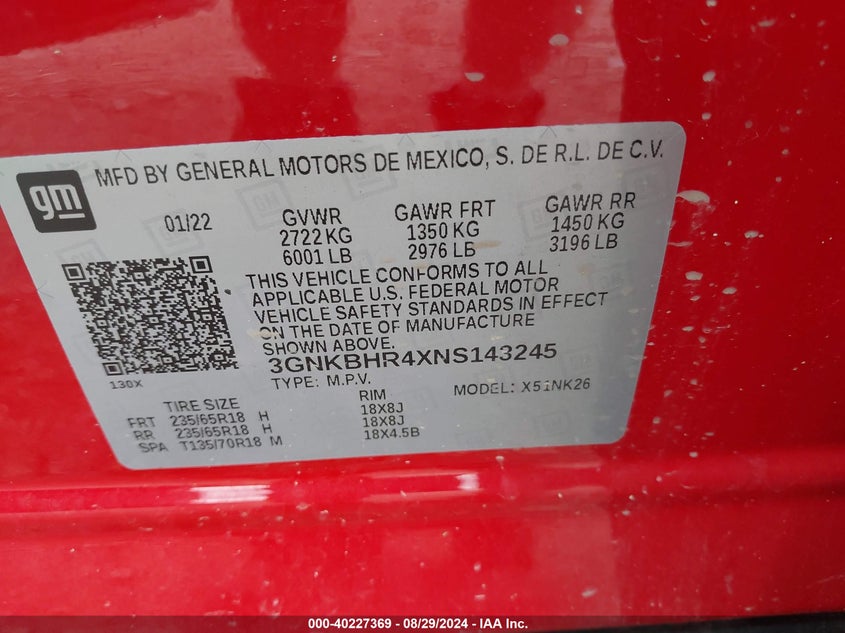 gm
MFD BY GENERAL MOTORS DE MEXICO, S. DE R.L. DE C.V.
01/22
GVWR
2722 KG
6001 LB
GAWR FRT
1350 KG
2976 LB
GAWR RR
1450 KG
3196 LB
THIS VEHICLE CONFORMS TO ALL
APPLICABLE U.S. FEDERAL MOTOR
VEHICLE SAFETY STANDARDS IN EFFECT
ON THE DATE OF MANUFACTURE
SHOWN ABOVE.
3GNKBHR4XNS143245
130X
TYPE: M.P.V.
MODEL: X51NK26
TIRE SIZE
RIM
FRT 235/65R18 H
18X8J
RR 235/65R18 H
18X8J
SPA T135/70R18 M
18X4.5B
000-40227369 - 08/29/2024 - IAA Inc.